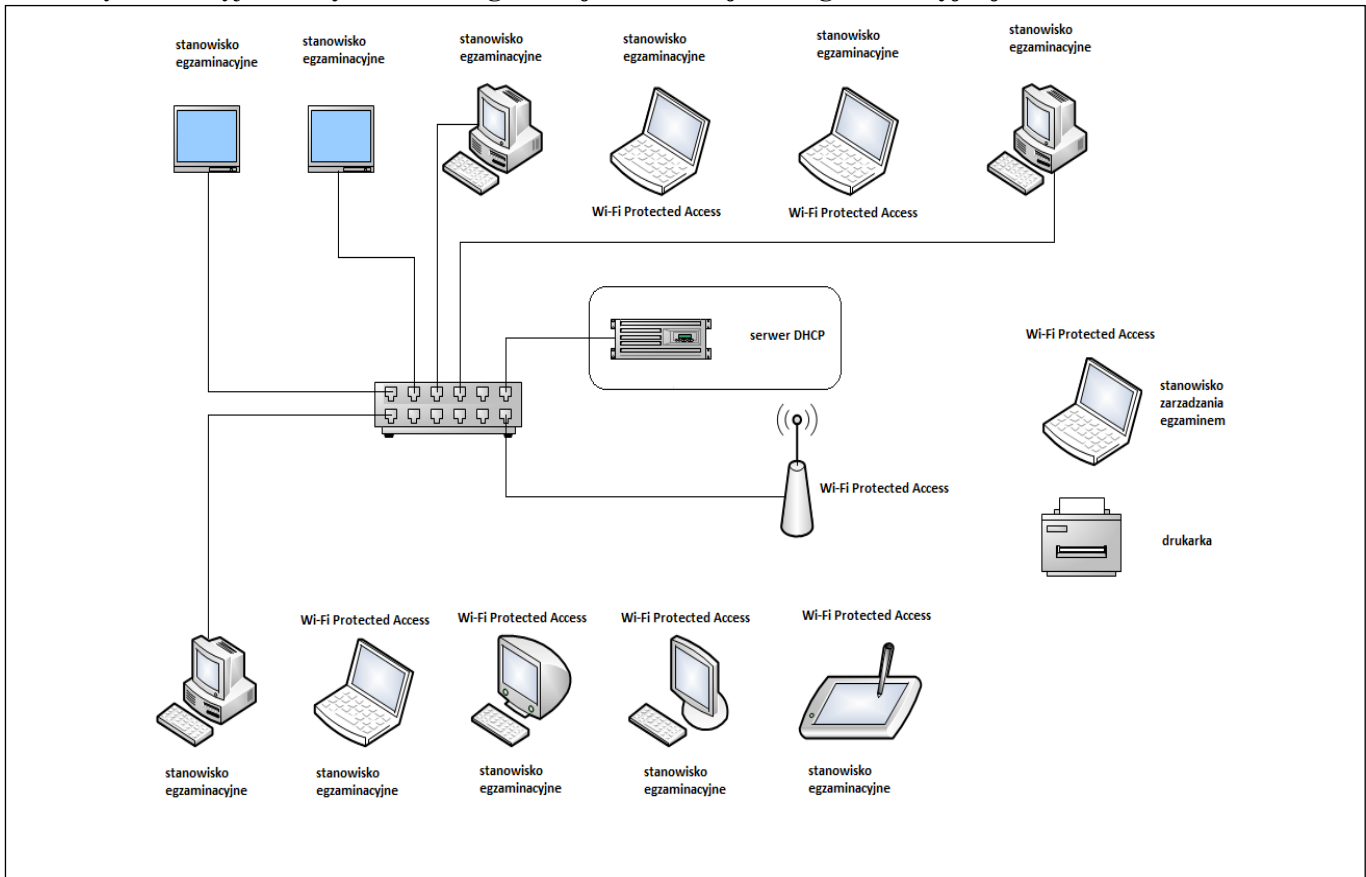 stanowisko
egzaminacyjne
stanowisko
egzaminacyjne
stanowisko
egzaminacyjne
stanowisko
egzaminacyjne
stanowisko
egzaminacyjne
stanowisko
egzaminacyjne
Wi-Fi Protected Access
Wi-Fi Protected Access
serwer DHCP
Wi-Fi Protected Access
stanowisko
zarzadzania
egzaminem
Wi-Fi Protected Access
drukarka
Wi-Fi Protected Access
Wi-Fi Protected Access
Wi-Fi Protected Access
Wi-Fi Protected Access
stanowisko
egzaminacyjne
stanowisko
egzaminacyjne
stanowisko
egzaminacyjne
stanowisko
egzaminacyjne
stanowisko
egzaminacyjne